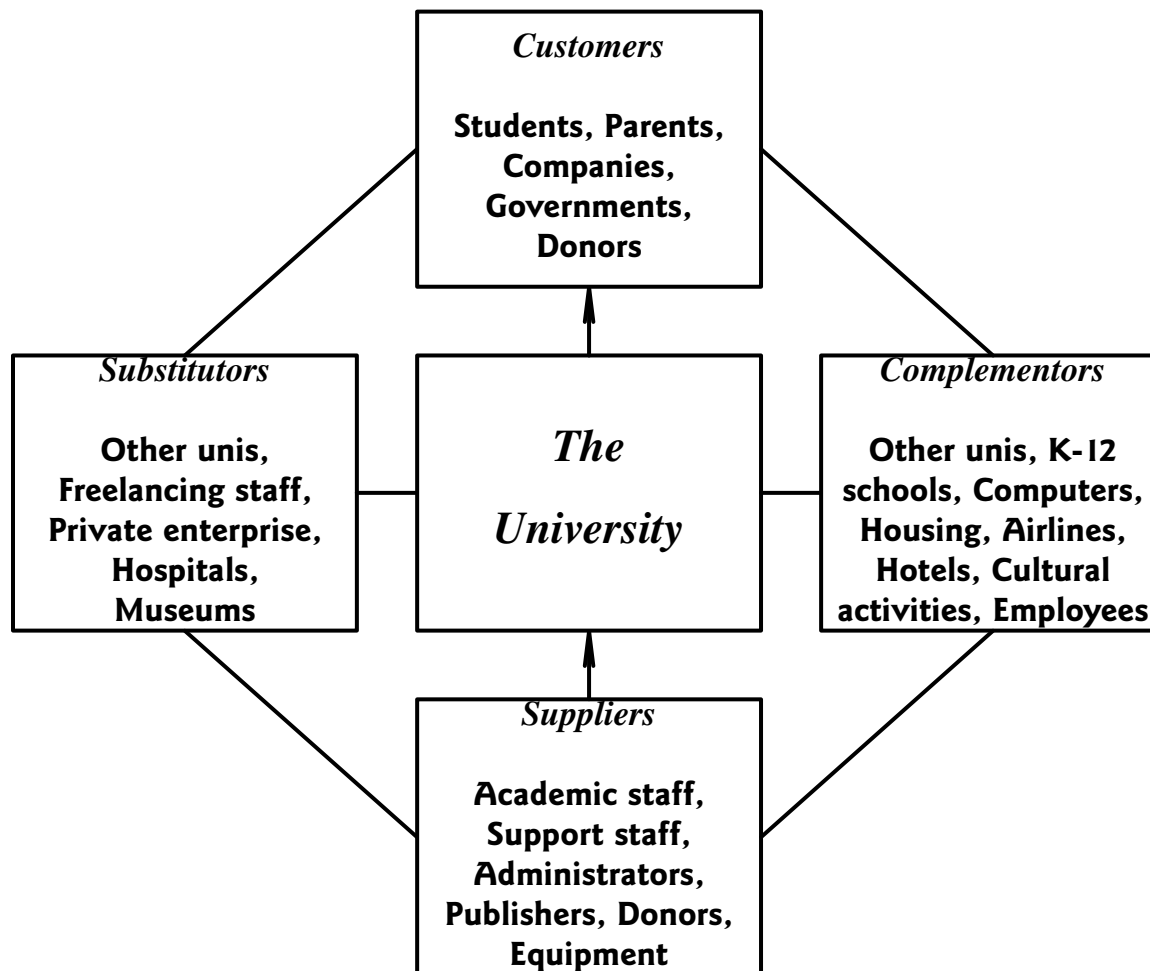 Customers
Students, Parents,
Companies,
Governments,
Donors
Substitutors
Other unis,
Freelancing staff,
Private enterprise,
Hospitals,
Museums
The
University
Complementors
Other unis, K-12
schools, Computers,
Housing, Airlines,
Hotels, Cultural
activities, Employees
Suppliers
Academic staff,
Support staff,
Administrators,
Publishers, Donors,
Equipment